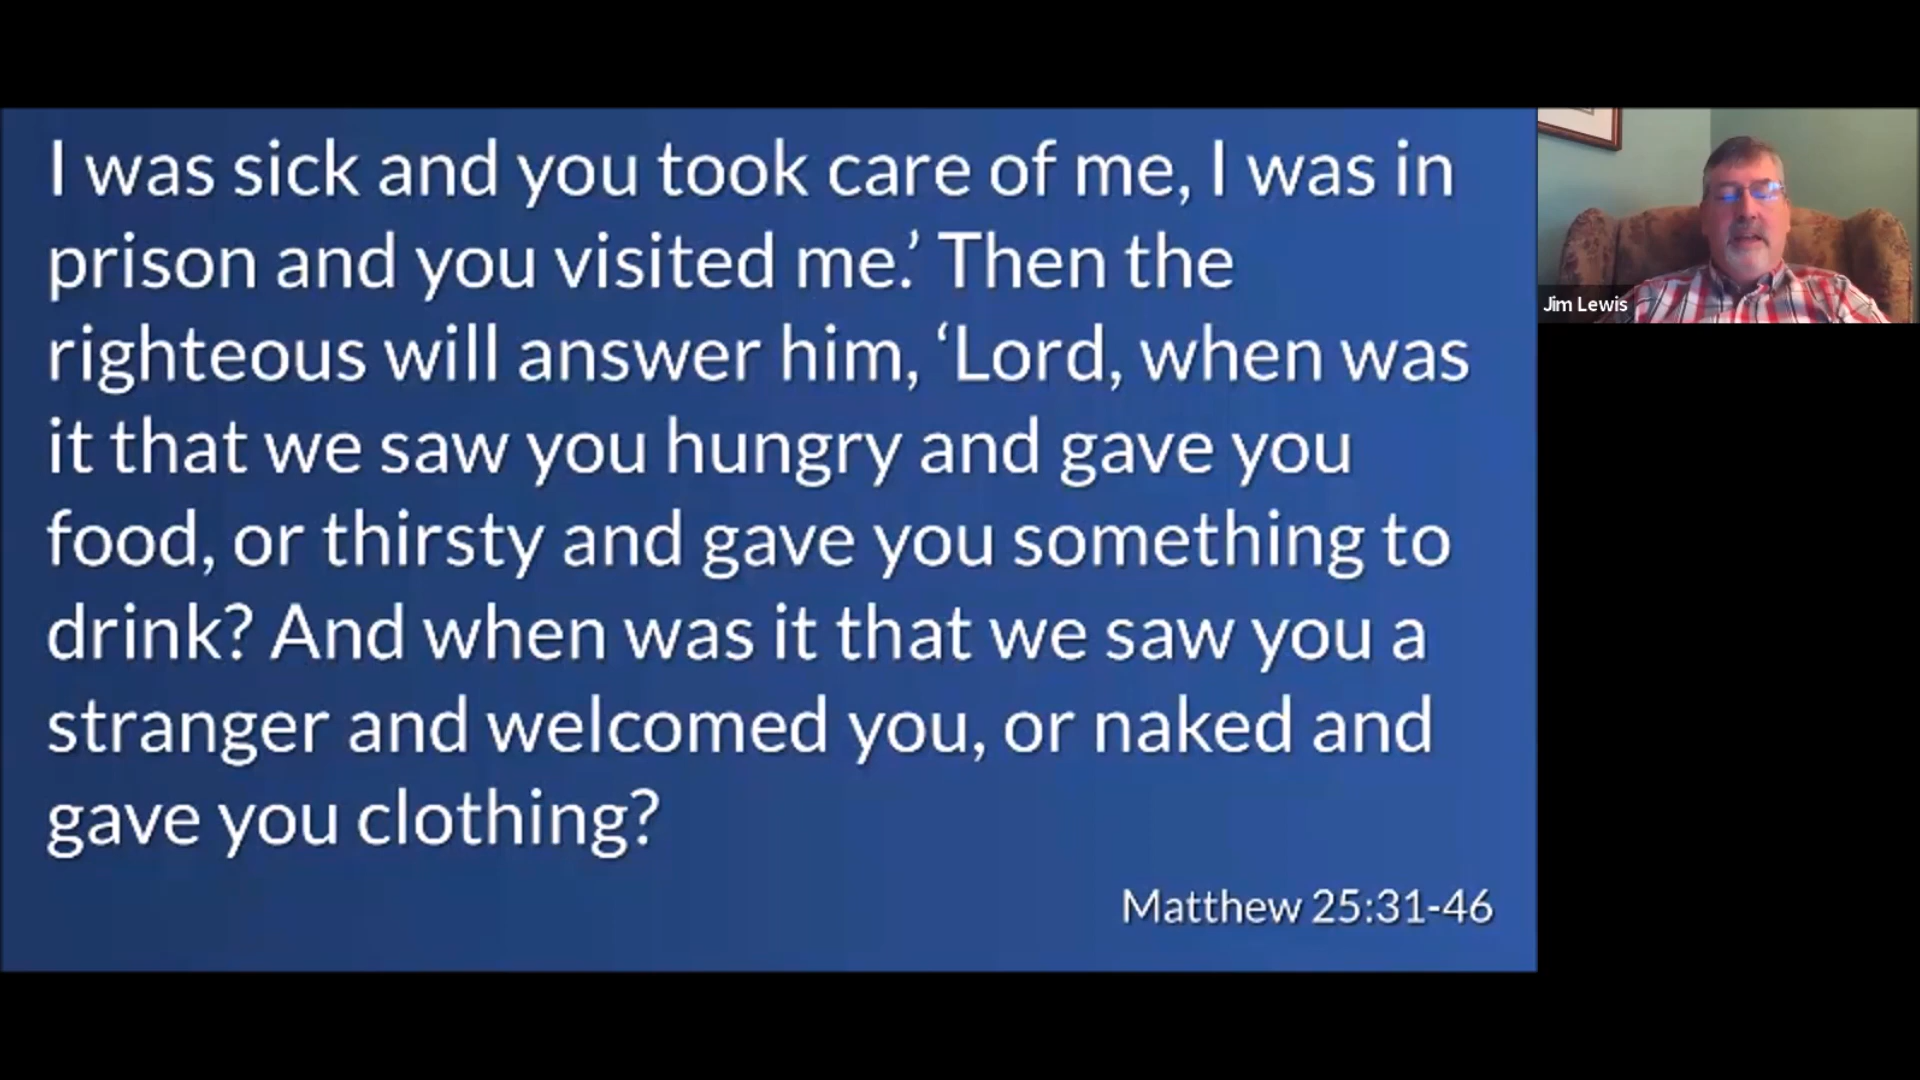 I was sick and you took care of me, I was in
prison and you visited me.’ Then the
righteous will answer him, ‘Lord, when was
it that we saw you hungry and gave you
food, or thirsty and gave you something to
drink? And when was it that we saw you a
stranger and welcomed you, or naked and
gave you clothing?
Matthew 25:31-46
Jim Lewis